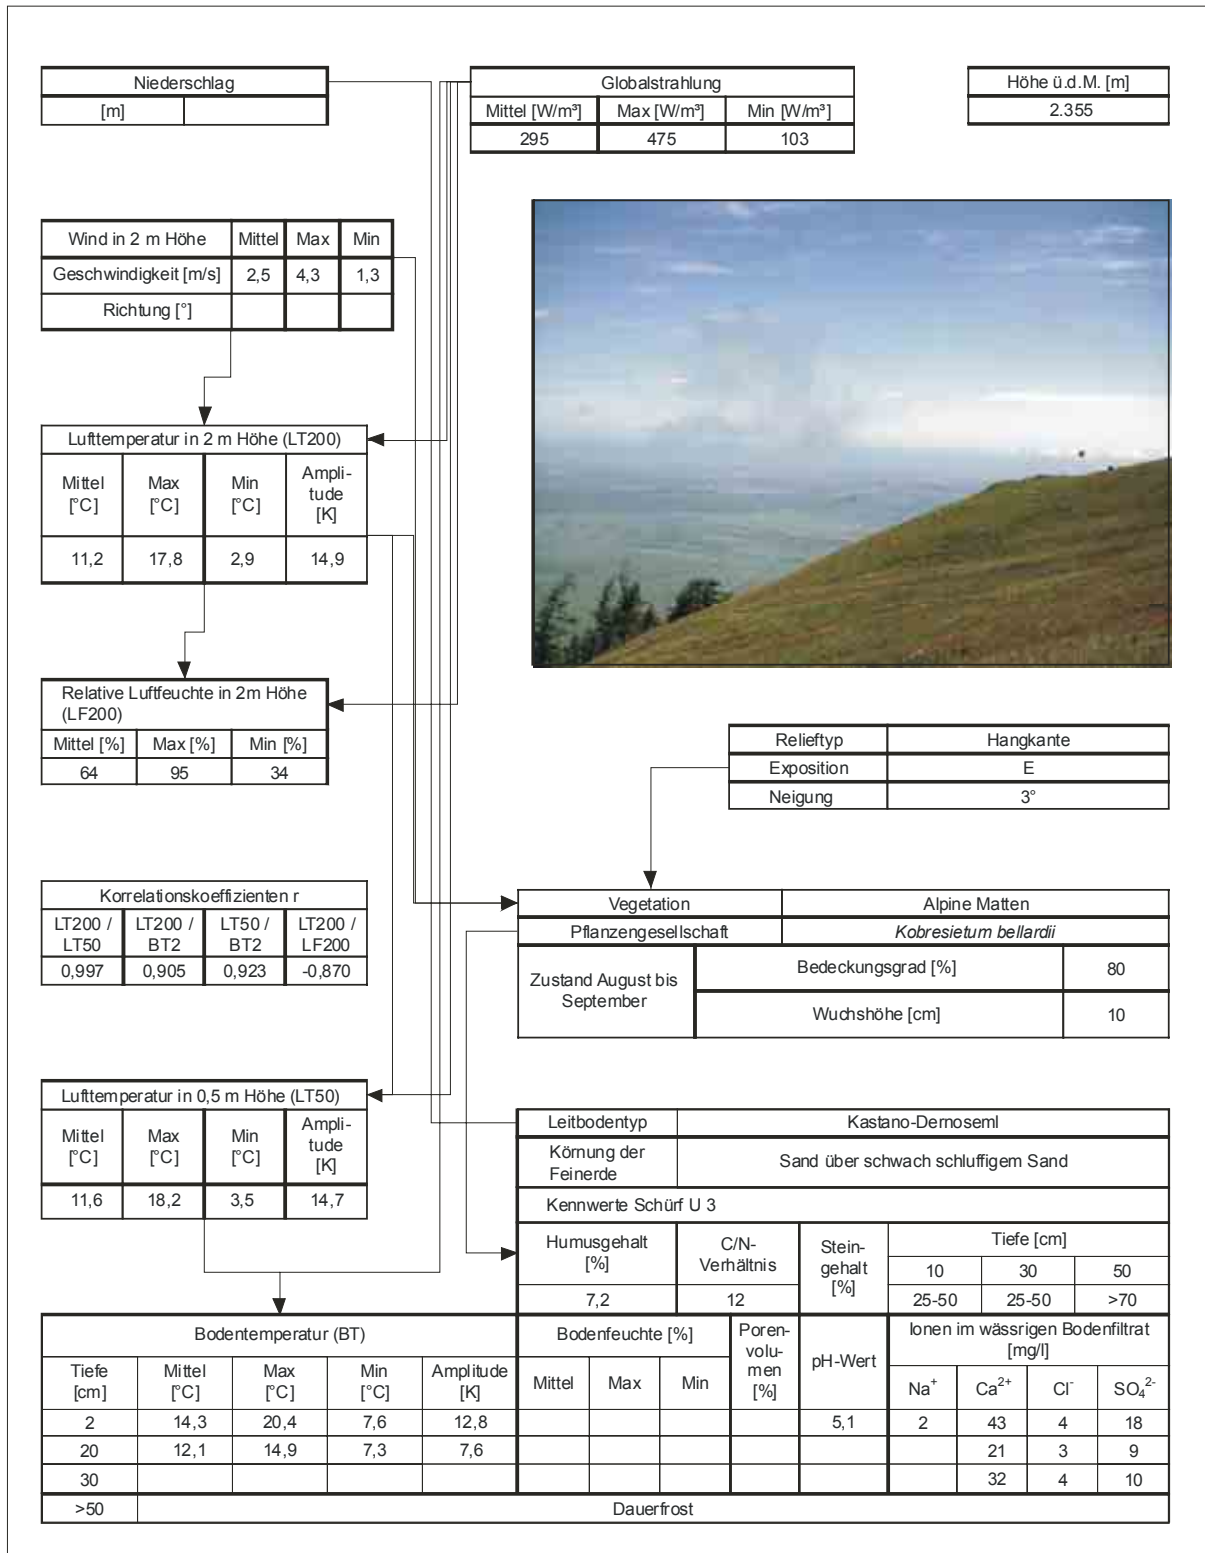 Niederschlag
[m]
Globalstrahlung
Mittel [W/m³] Max [W/m³] Min [W/m³]
295 475 103
Höhe ü.d.M. [m]
2.355
Wind in 2 m Höhe Mittel Max Min
Geschwindigkeit [m/s] 2,5 4,3 1,3
Richtung [°]
Lufttemperatur in 2 m Höhe (LT200)
Mittel [°C] Max [°C] Min [°C] Ampli-tude [K]
11,2 17,8 2,9 14,9
Relative Luftfeuchte in 2m Höhe
(LF200)
Mittel [%] Max [%] Min [%]
64 95 34
Relieftyp Hangkante
Exposition E
Neigung 3°
Korrelationskoeffizienten r
LT200 / LT50 LT200 / BT2 LT50 / BT2 LT200 / LF200
0,997 0,905 0,923 -0,870
Vegetation Alpine Matten
Pflanzengesellschaft Kobresietum bellardii
Zustand August bis September
Bedeckungsgrad [%] 80
Wuchshöhe [cm] 10
Lufttemperatur in 0,5 m Höhe (LT50)
Mittel [°C] Max [°C] Min [°C] Ampli-tude [K]
11,6 18,2 3,5 14,7
Leitbodentyp Kastano-Dernoseml
Körnung der Feinerde Sand über schwach schluffigem Sand
Kennwerte Schürf U 3
Humusgehalt [%] C/N-Verhältnis Stein-gehalt [%] Tiefe [cm]
10 30 50
7,2 12 25-50 25-50 >70
Bodentemperatur (BT) Bodenfeuchte [%] Poren-volu-men [%] pH-Wert Ionen im wässrigen Bodenfiltrat [mg/l]
Tiefe [cm] Mittel [°C] Max [°C] Min [°C] Amplitude [K] Mittel Max Min Na⁺ Ca²⁺ Cl⁻ SO₄²⁻
2 14,3 20,4 7,6 12,8 5,1 2 43 4 18
20 12,1 14,9 7,3 7,6 21 3 9
30 32 4 10
>50 Dauerfrost